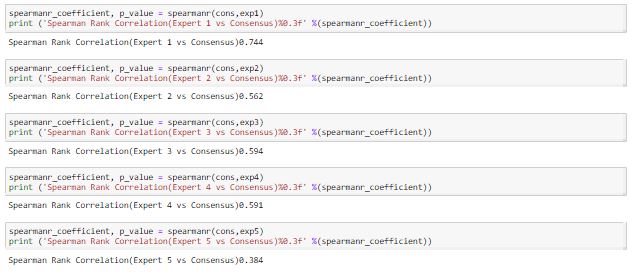 spearmanr_coefficient, p_value = spearmanr(cons,exp1)
print ('Spearman Rank Correlation(Expert 1 vs Consensus)%0.3f' %(spearmanr_coefficient))
Spearman Rank Correlation(Expert 1 vs Consensus)0.744
spearmanr_coefficient, p_value = spearmanr(cons,exp2)
print ('Spearman Rank Correlation(Expert 2 vs Consensus)%0.3f' %(spearmanr_coefficient))
Spearman Rank Correlation(Expert 2 vs Consensus)0.562
spearmanr_coefficient, p_value = spearmanr(cons,exp3)
print ('Spearman Rank Correlation(Expert 3 vs Consensus)%0.3f' %(spearmanr_coefficient))
Spearman Rank Correlation(Expert 3 vs Consensus)0.594
spearmanr_coefficient, p_value = spearmanr(cons,exp4)
print ('Spearman Rank Correlation(Expert 4 vs Consensus)%0.3f' %(spearmanr_coefficient))
Spearman Rank Correlation(Expert 4 vs Consensus)0.591
spearmanr_coefficient, p_value = spearmanr(cons,exp5)
print ('Spearman Rank Correlation(Expert 5 vs Consensus)%0.3f' %(spearmanr_coefficient))
Spearman Rank Correlation(Expert 5 vs Consensus)0.384